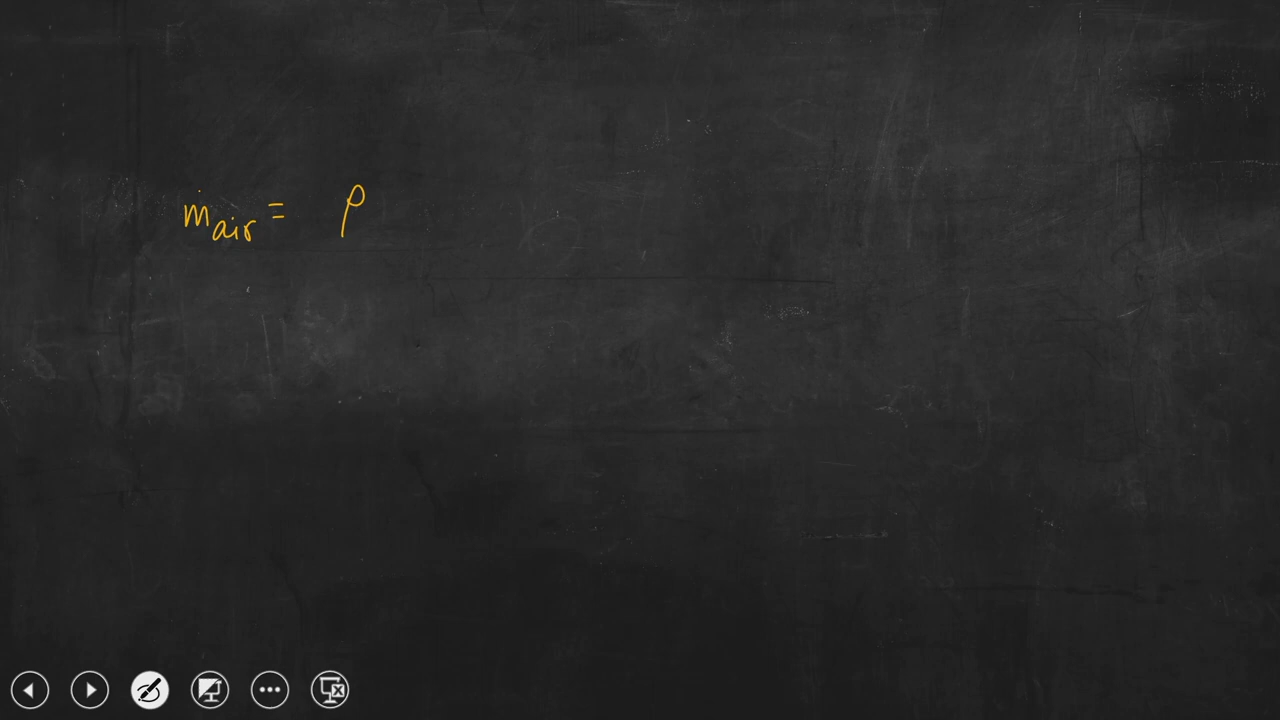 ṁair = ρ